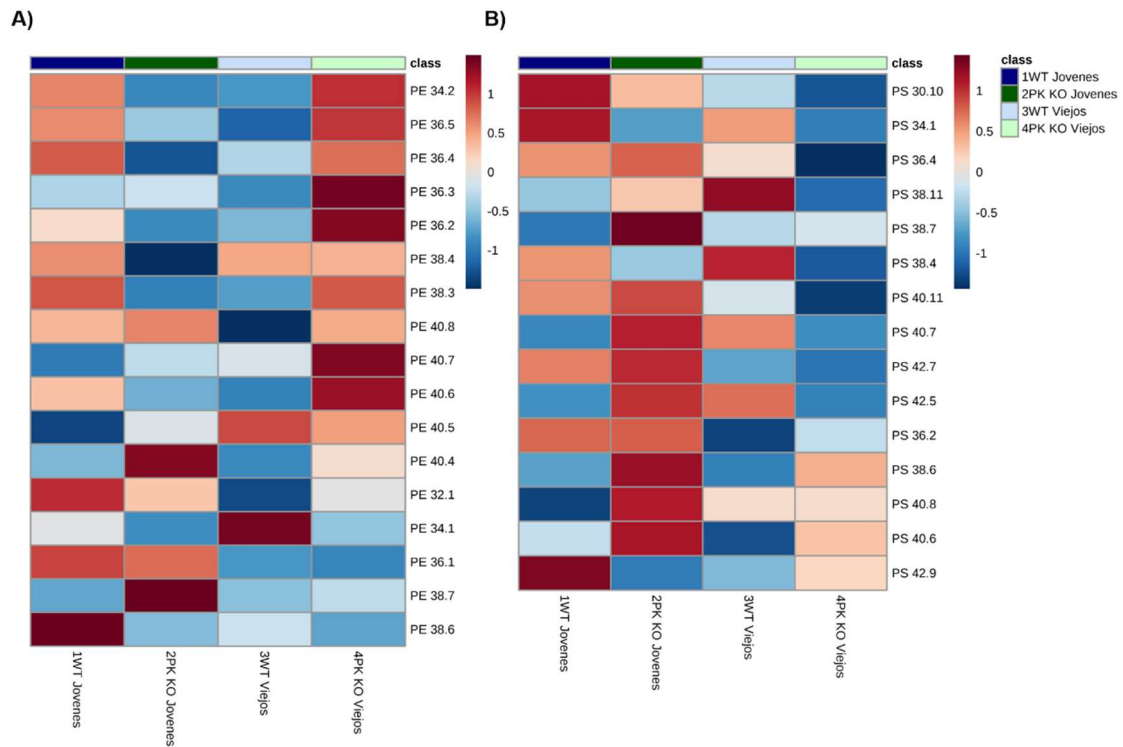 A)
class
PE 34.2
PE 36.5
PE 36.4
PE 36.3
PE 36.2
PE 38.4
PE 38.3
PE 40.8
PE 40.7
PE 40.6
PE 40.5
PE 40.4
PE 32.1
PE 34.1
PE 36.1
PE 38.7
PE 38.6
1
0.5
0
-0.5
-1
1WT Jovenes
2PK KO Jovenes
3WT Viejos
4PK KO Viejos
B)
class
PS 30.10
PS 34.1
PS 36.4
PS 38.11
PS 38.7
PS 38.4
PS 40.11
PS 40.7
PS 42.7
PS 42.5
PS 36.2
PS 38.6
PS 40.8
PS 40.6
PS 42.9
1
0.5
0
-0.5
-1
class
1WT Jovenes
2PK KO Jovenes
3WT Viejos
4PK KO Viejos
1WT Jovenes
2PK KO Jovenes
3WT Viejos
4PK KO Viejos